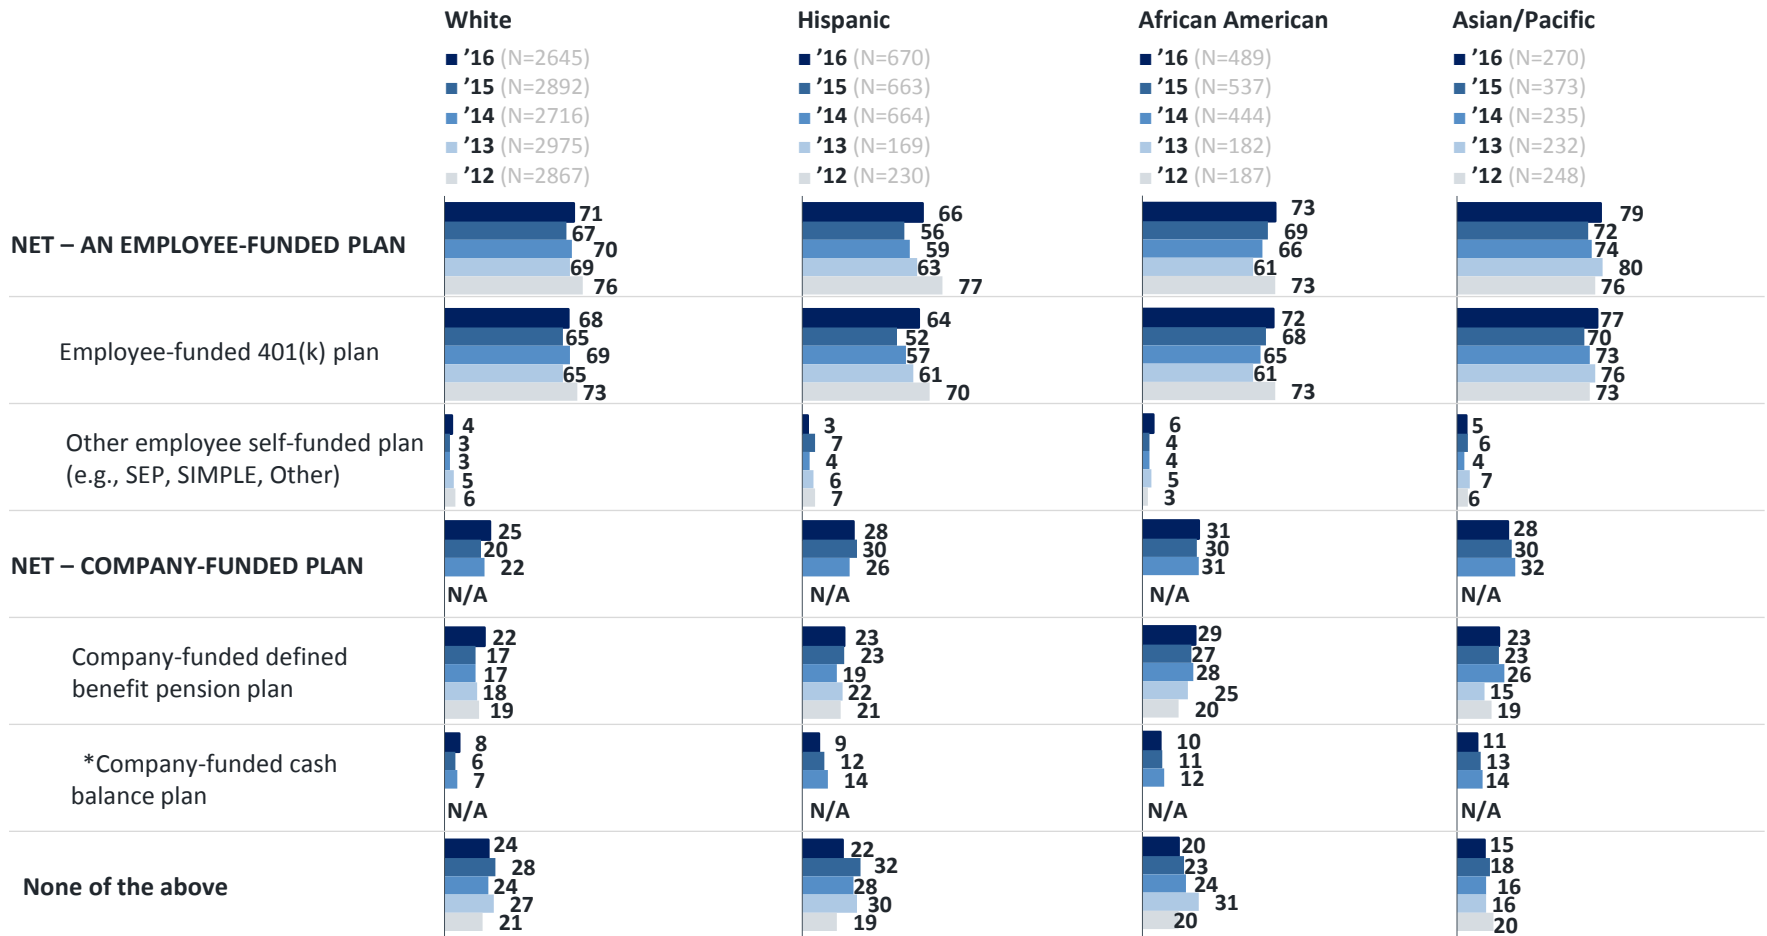 White Hispanic African American Asian/Pacific
’16 (N=2645) ’16 (N=670) ’16 (N=489) ’16 (N=270)
’15 (N=2892) ’15 (N=663) ’15 (N=537) ’15 (N=373)
’14 (N=2716) ’14 (N=664) ’14 (N=444) ’14 (N=235)
’13 (N=2975) ’13 (N=169) ’13 (N=182) ’13 (N=232)
’12 (N=2867) ’12 (N=230) ’12 (N=187) ’12 (N=248)
71 66 73 79
67 56 69 72
NET – AN EMPLOYEE-FUNDED PLAN 70 59 66 74
69 63 61 80
76 77 73 76
68 64 72 77
65 52 68 70
Employee-funded 401(k) plan 69 57 65 73
65 61 61 76
73 70 73 73
4 3 6 5
Other employee self-funded plan 3 7 4 6
3 4 4 4
(e.g., SEP, SIMPLE, Other) 5 6 5 7
6 7 3 6
25 28 31 28
20 30 30 30
NET – COMPANY-FUNDED PLAN 22 26 31 32
N/A N/A N/A N/A
22 23 29 23
Company-funded defined 17 23 27 23
17 19 28 26
benefit pension plan 18 22 25 15
19 21 20 19
8 9 10 11
*Company-funded cash 6 12 11 13
7 14 12 14
balance plan
N/A N/A N/A N/A
24 22 20 15
28 32 23 18
None of the above 24 28 24 16
27 30 31 16
21 19 20 20